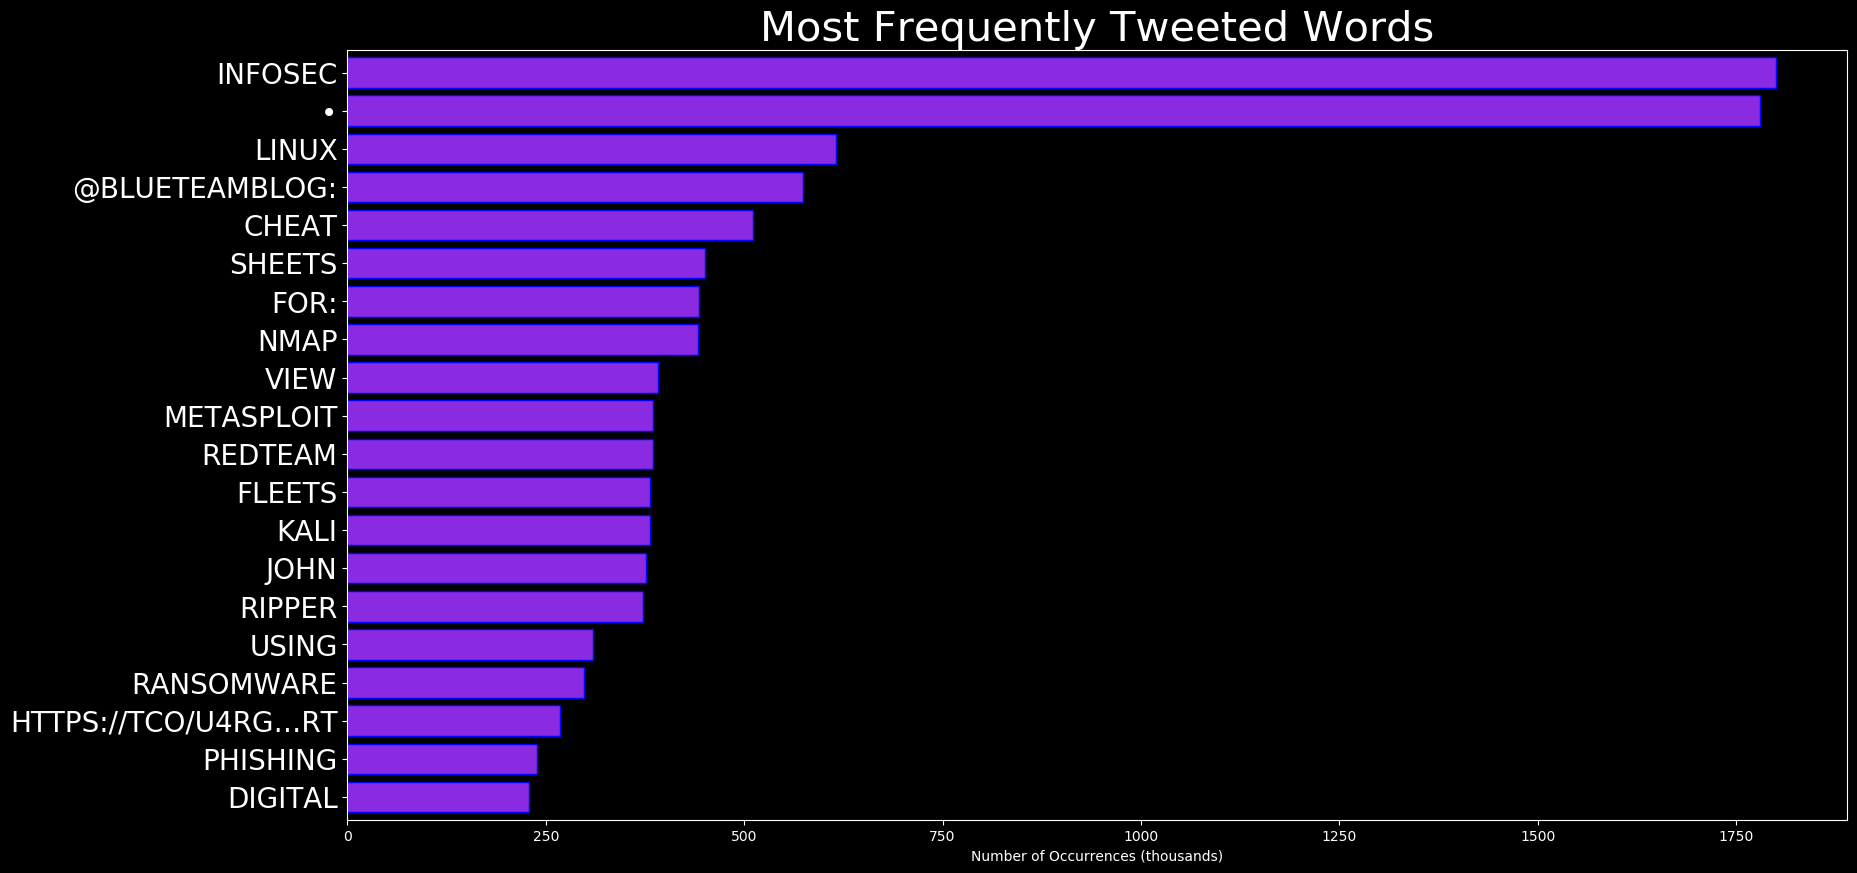 Most Frequently Tweeted Words
INFOSEC
•
LINUX
@BLUETEAMBLOG:
CHEAT
SHEETS
FOR:
NMAP
VIEW
METASPLOIT
REDTEAM
FLEETS
KALI
JOHN
RIPPER
USING
RANSOMWARE
HTTPS://TCO/U4RG…RT
PHISHING
DIGITAL
0 250 500 750 1000 1250 1500 1750
Number of Occurrences (thousands)